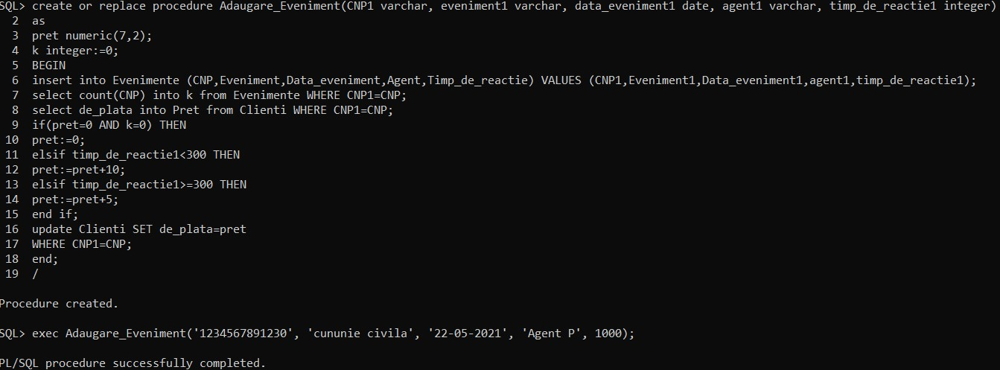 SQL> create or replace procedure Adaugare_Eveniment(CNP1 varchar, eveniment1 varchar, data_eveniment1 date, agent1 varchar, timp_de_reactie1 integer)
2 as
3 pret numeric(7,2);
4 k integer:=0;
5 BEGIN
6 insert into Evenimente (CNP,Eveniment,Data_eveniment,Agent,Timp_de_reactie) VALUES (CNP1,Eveniment1,Data_eveniment1,agent1,timp_de_reactie1);
7 select count(CNP) into k from Evenimente WHERE CNP1=CNP;
8 select de_plata into Pret from Clienti WHERE CNP1=CNP;
9 if(pret=0 AND k=0) THEN
10 pret:=0;
11 elsif timp_de_reactie1<300 THEN
12 pret:=pret+10;
13 elsif timp_de_reactie1>=300 THEN
14 pret:=pret+5;
15 end if;
16 update Clienti SET de_plata=pret
17 WHERE CNP1=CNP;
18 end;
19 /
Procedure created.
SQL> exec Adaugare_Eveniment('1234567891230', 'cununie civila', '22-05-2021', 'Agent P', 1000);
PL/SQL procedure successfully completed.